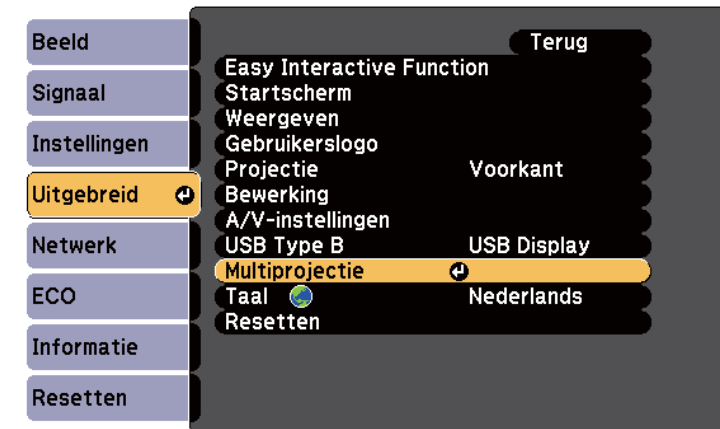 Beeld
Signaal
Instellingen
Uitgebreid
Netwerk
ECO
Informatie
Resetten
Terug
Easy Interactive Function
Startscherm
Weergeven
Gebruikerslogo
Projectie Voorkant
Bewerking
A/V-instellingen
USB Type B USB Display
Multiprojectie
Taal Nederlands
Resetten